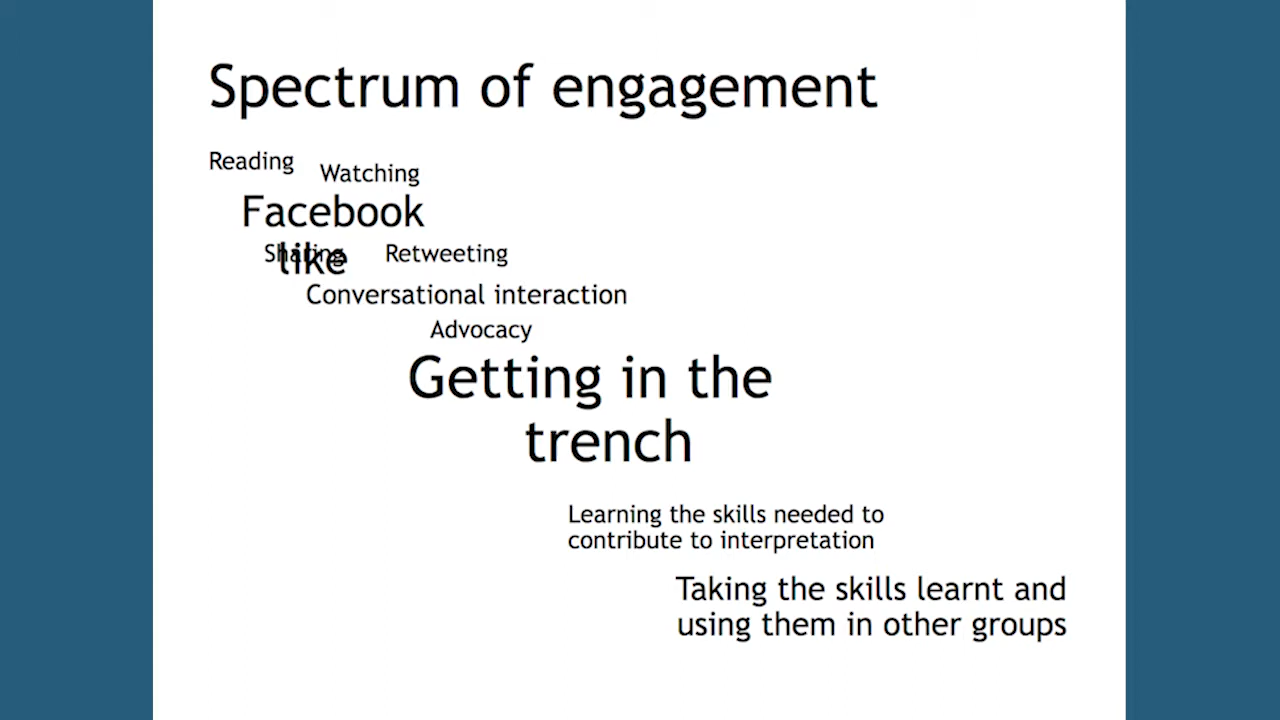 Spectrum of engagement
Reading
Watching
Facebook
like
Sharing
Retweeting
Conversational interaction
Advocacy
Getting in the
trench
Learning the skills needed to
contribute to interpretation
Taking the skills learnt and
using them in other groups